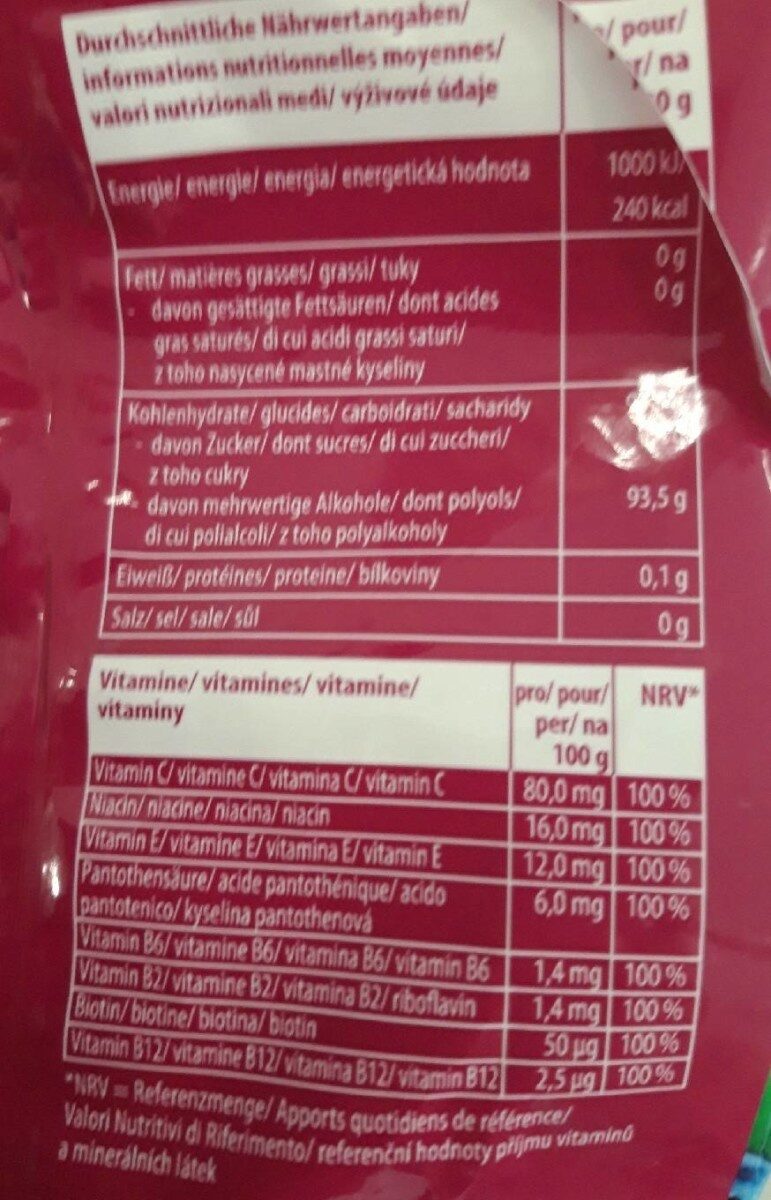 Durchschnittliche Nährwertangaben/
informations nutritionnelles moyennes/
valori nutrizionali medi/ výživové údaje
pour/
na
g
Energie/ energie/ energia/ energetická hodnota
1000 kJ/
240 kcal
Fett/ matières grasses/ grassi/ tuky
0 g
- davon gesättigte Fettsäuren/ dont acides
0 g
gras saturés/ di cui acidi grassi saturi/
z toho nasycené mastné kyseliny
Kohlenhydrate/ glucides/ carboidrati/ sacharidy
- davon Zucker/ dont sucres/ di cui zuccheri/
z toho cukry
- davon mehrwertige Alkohole/ dont polyols/
93,5 g
di cui polialcoli/ z toho polyalkoholy
Eiweiß/ protéines/ proteine/ bílkoviny
0,1 g
Salz/ sel/ sale/ sůl
0 g
Vitamine/ vitamines/ vitamine/
vitaminy
pro/ pour/
per/ na
100 g
NRV*
Vitamin C/ vitamine C/ vitamina C/ vitamin C
80,0 mg 100 %
Niacin/ niacine/ niacina/ niacin
16,0 mg 100 %
Vitamin E/ vitamine E/ vitamina E/ vitamin E
12,0 mg 100 %
Pantothensäure/ acide pantothénique/ acido
6,0 mg 100 %
pantotenico/ kyselina pantothenová
Vitamin B6/ vitamine B6/ vitamina B6/ vitamin B6
1,4 mg 100 %
Vitamin B2/ vitamine B2/ vitamina B2/ riboflavin
1,4 mg 100 %
Biotin/ biotine/ biotina/ biotin
50 µg 100 %
Vitamin B12/ vitamine B12/ vitamina B12/ vitamin B12
2,5 µg 100 %
*NRV = Referenzmenge/ Apports quotidiens de référence/
Valori Nutritivi di Riferimento/ referenční hodnoty příjmu vitamínů
a minerálních látek